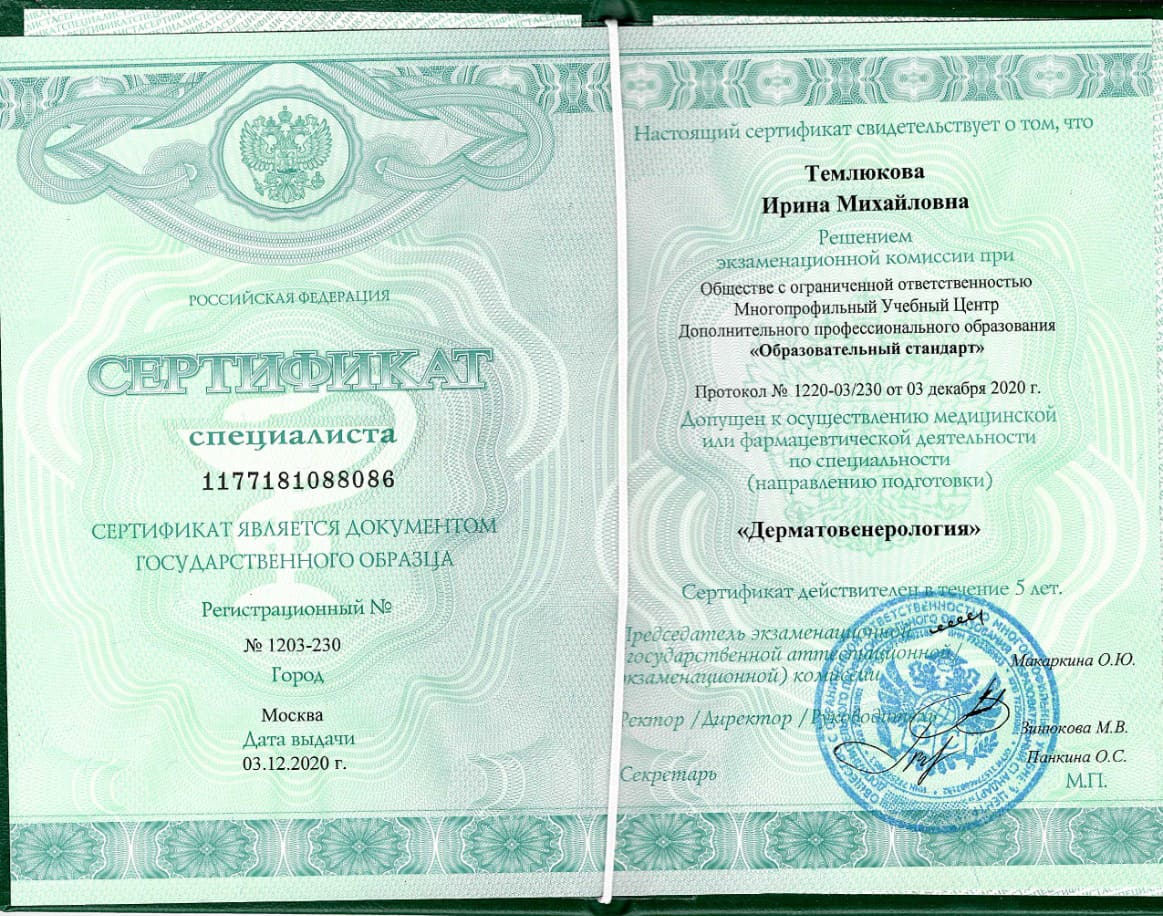 РОССИЙСКАЯ ФЕДЕРАЦИЯ
СЕРТИФИКАТ
специалиста
1177181088086
СЕРТИФИКАТ ЯВЛЯЕТСЯ ДОКУМЕНТОМ
ГОСУДАРСТВЕННОГО ОБРАЗЦА
Регистрационный №
№ 1203-230
Город
Москва
Дата выдачи
03.12.2020 г.
Настоящий сертификат свидетельствует о том, что
Темлюкова
Ирина Михайловна
Решением
экзаменационной комиссии при
Обществе с ограниченной ответственностью
Многопрофильный Учебный Центр
Дополнительного профессионального образования
«Образовательный стандарт»
Протокол № 1220-03/230 от 03 декабря 2020 г.
Допущен к осуществлению медицинской
или фармацевтической деятельности
по специальности
(направлению подготовки)
«Дерматовенерология»
Сертификат действителен в течение 5 лет.
Председатель экзаменационной
государственной аттестационной /
экзаменационной) комиссии
Макаркина О.Ю.
Ректор / Директор / Руководитель
Зинюкова М.В.
Панкина О.С.
Секретарь
М.П.